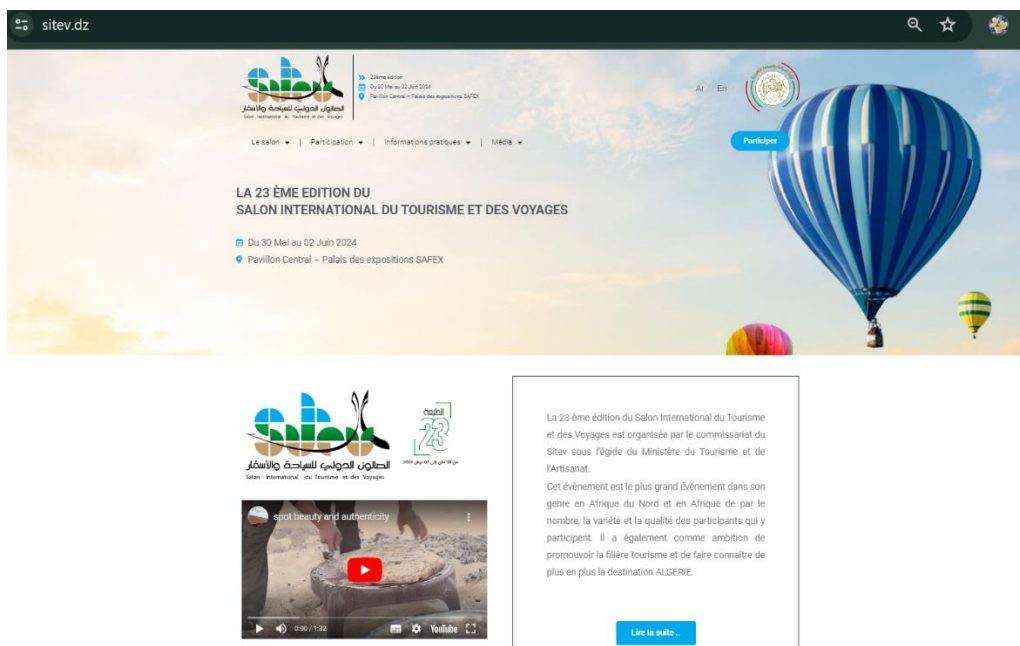 sitev.dz
Sitev
الصالون الدولي للسياحة والأسفار
Salon International du Tourisme et des Voyages
Du 30 Mai au 02 Juin 2024
Pavillon Central – Palais des expositions SAFEX
Ar En
Le salon | Participation | Informations pratiques | Média
Participer
LA 23 ÈME EDITION DU
SALON INTERNATIONAL DU TOURISME ET DES VOYAGES
Du 30 Mai au 02 Juin 2024
Pavillon Central – Palais des expositions SAFEX
Sitev
الصالون الدولي للسياحة والأسفار
Salon international du Tourisme et des Voyages
الطبعة
23
spot beauty and authenticity
0:00 / 1:32
YouTube
La 23 ème édition du Salon International du Tourisme
et des Voyages est organisée par le commissariat du
Sitev sous l'égide du Ministère du Tourisme et de
l'Artisanat.
Cet évènement est le plus grand événement dans son
genre en Afrique du Nord et en Afrique de par le
nombre, la variété et la qualité des participants qui y
participent. Il a également comme ambition de
promouvoir la filière tourisme et de faire connaitre de
plus en plus la destination ALGERIE.
Lire la suite ..